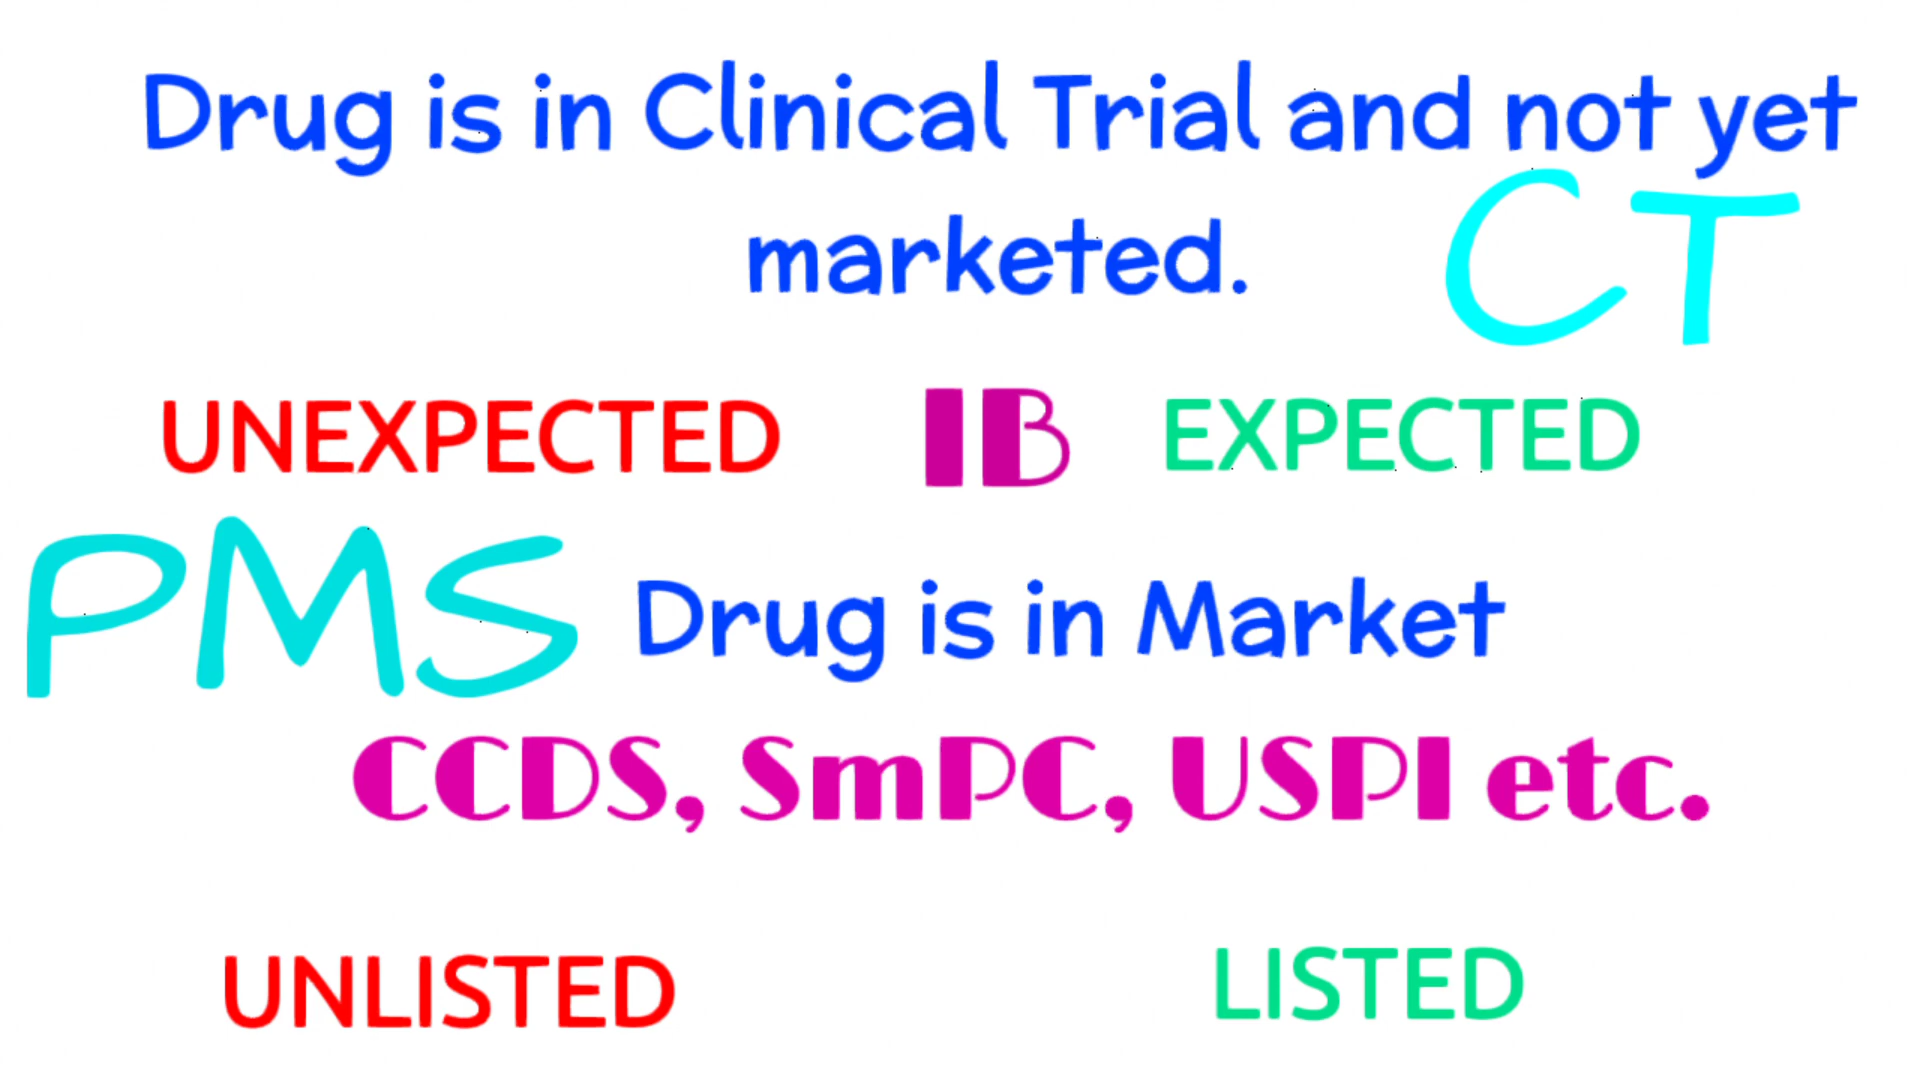 Drug is in Clinical Trial and not yet
marketed.
CT
UNEXPECTED IB EXPECTED
PMS Drug is in Market
CCDS, SmPC, USPI etc.
UNLISTED LISTED